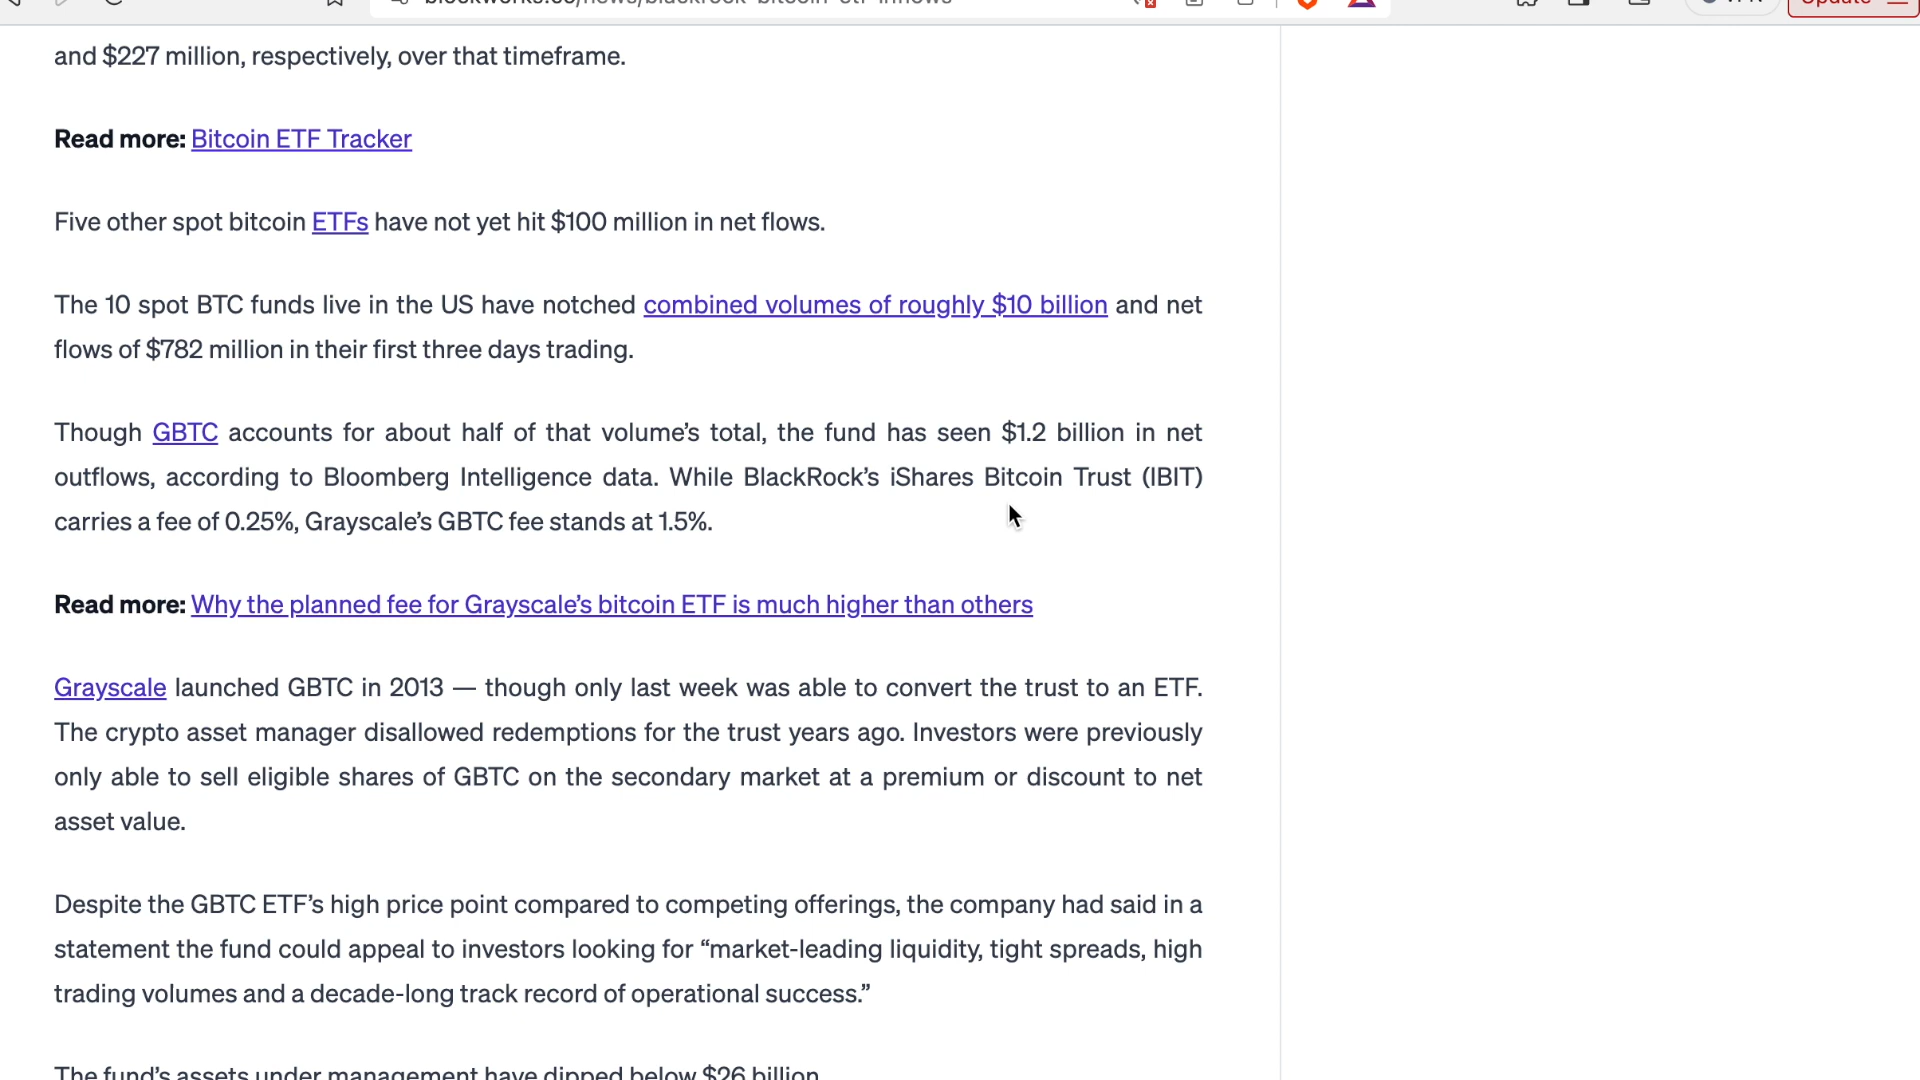 and $227 million, respectively, over that timeframe.
Read more: Bitcoin ETF Tracker
Five other spot bitcoin ETFs have not yet hit $100 million in net flows.
The 10 spot BTC funds live in the US have notched combined volumes of roughly $10 billion and net
flows of $782 million in their first three days trading.
Though GBTC accounts for about half of that volume’s total, the fund has seen $1.2 billion in net
outflows, according to Bloomberg Intelligence data. While BlackRock’s iShares Bitcoin Trust (IBIT)
carries a fee of 0.25%, Grayscale’s GBTC fee stands at 1.5%.
Read more: Why the planned fee for Grayscale’s bitcoin ETF is much higher than others
Grayscale launched GBTC in 2013 — though only last week was able to convert the trust to an ETF.
The crypto asset manager disallowed redemptions for the trust years ago. Investors were previously
only able to sell eligible shares of GBTC on the secondary market at a premium or discount to net
asset value.
Despite the GBTC ETF’s high price point compared to competing offerings, the company had said in a
statement the fund could appeal to investors looking for “market-leading liquidity, tight spreads, high
trading volumes and a decade-long track record of operational success.”
The fund’s assets under management have dipped below $26 billion